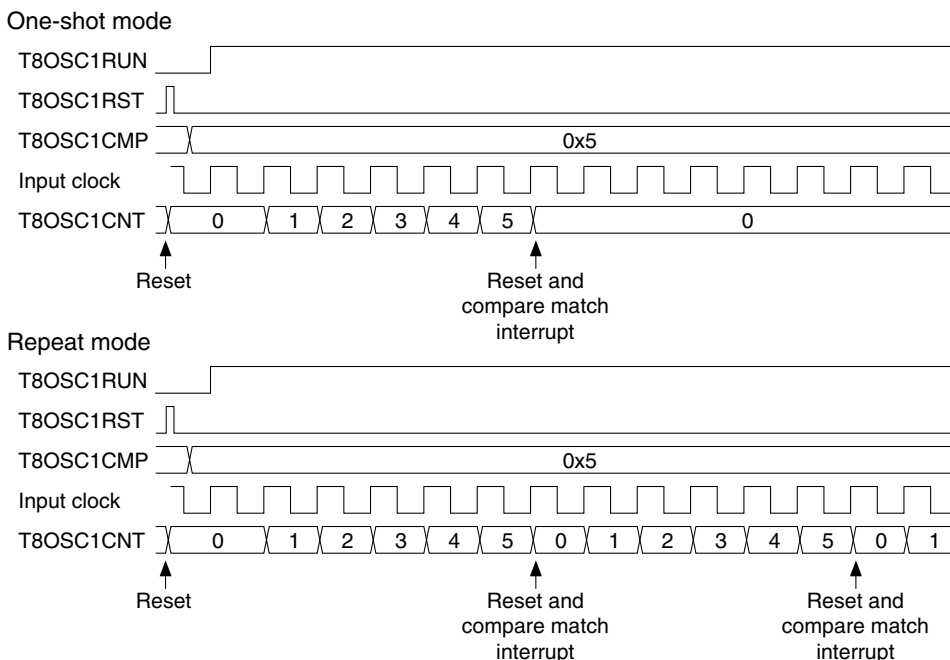 One-shot mode
T8OSC1RUN
T8OSC1RST
T8OSC1CMP 0x5
Input clock
T8OSC1CNT 0 1 2 3 4 5 0
Reset Reset and
compare match
interrupt
Repeat mode
T8OSC1RUN
T8OSC1RST
T8OSC1CMP 0x5
Input clock
T8OSC1CNT 0 1 2 3 4 5 0 1 2 3 4 5 0 1
Reset Reset and Reset and
compare match compare match
interrupt interrupt